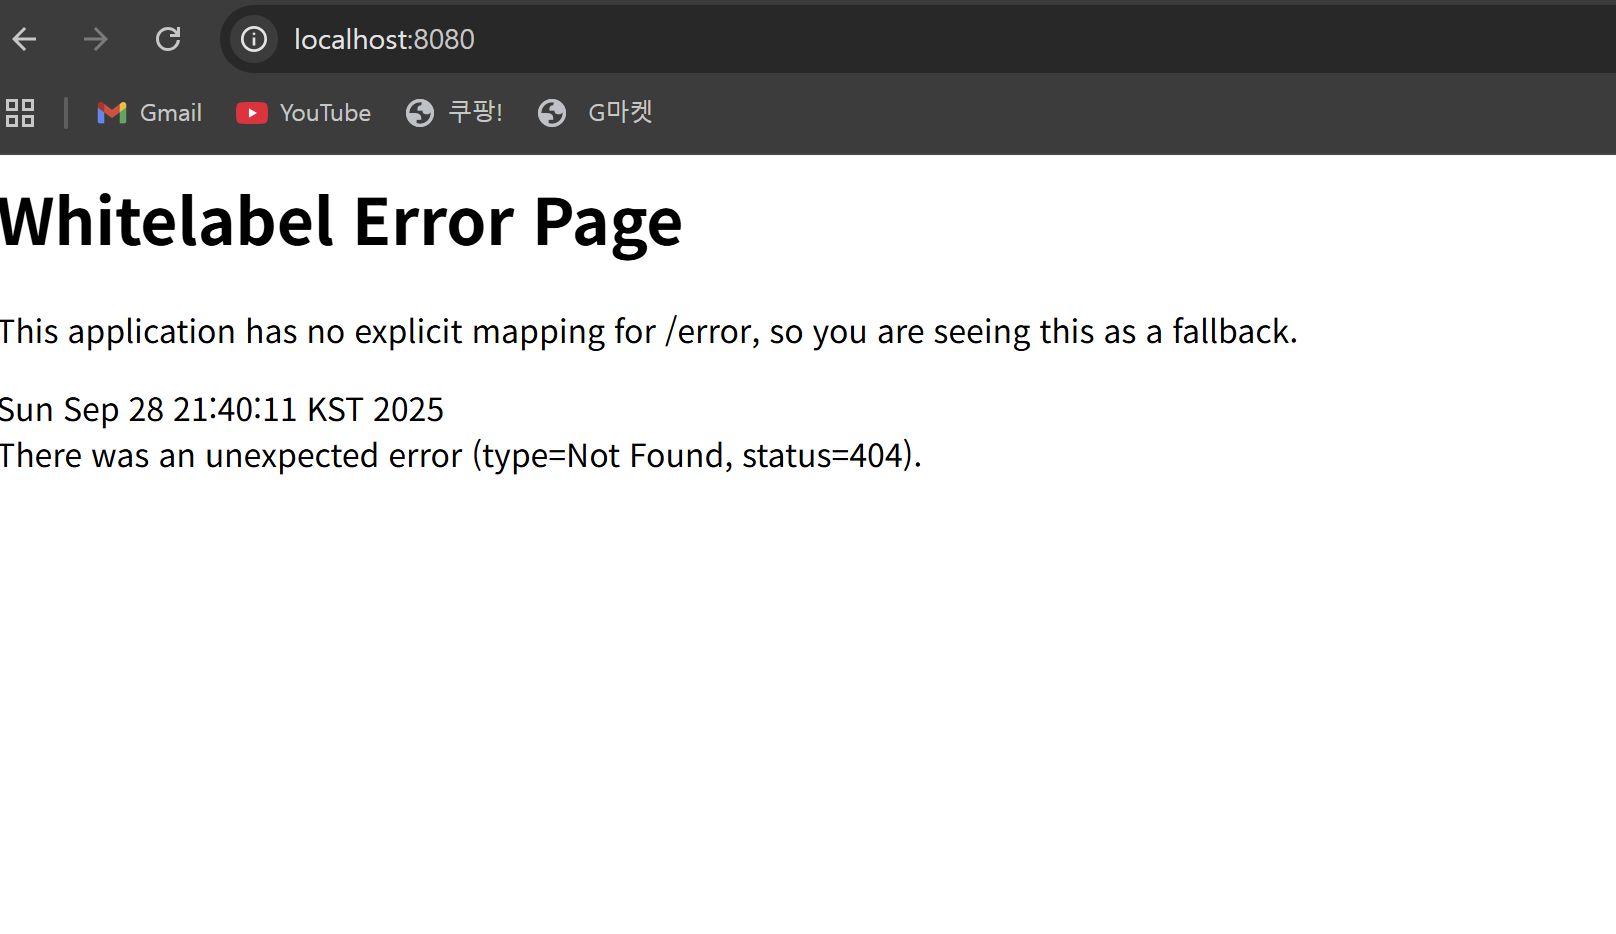 localhost:8080
Gmail YouTube 쿠팡! G마켓
Whitelabel Error Page
This application has no explicit mapping for /error, so you are seeing this as a fallback.
Sun Sep 28 21:40:11 KST 2025
There was an unexpected error (type=Not Found, status=404).